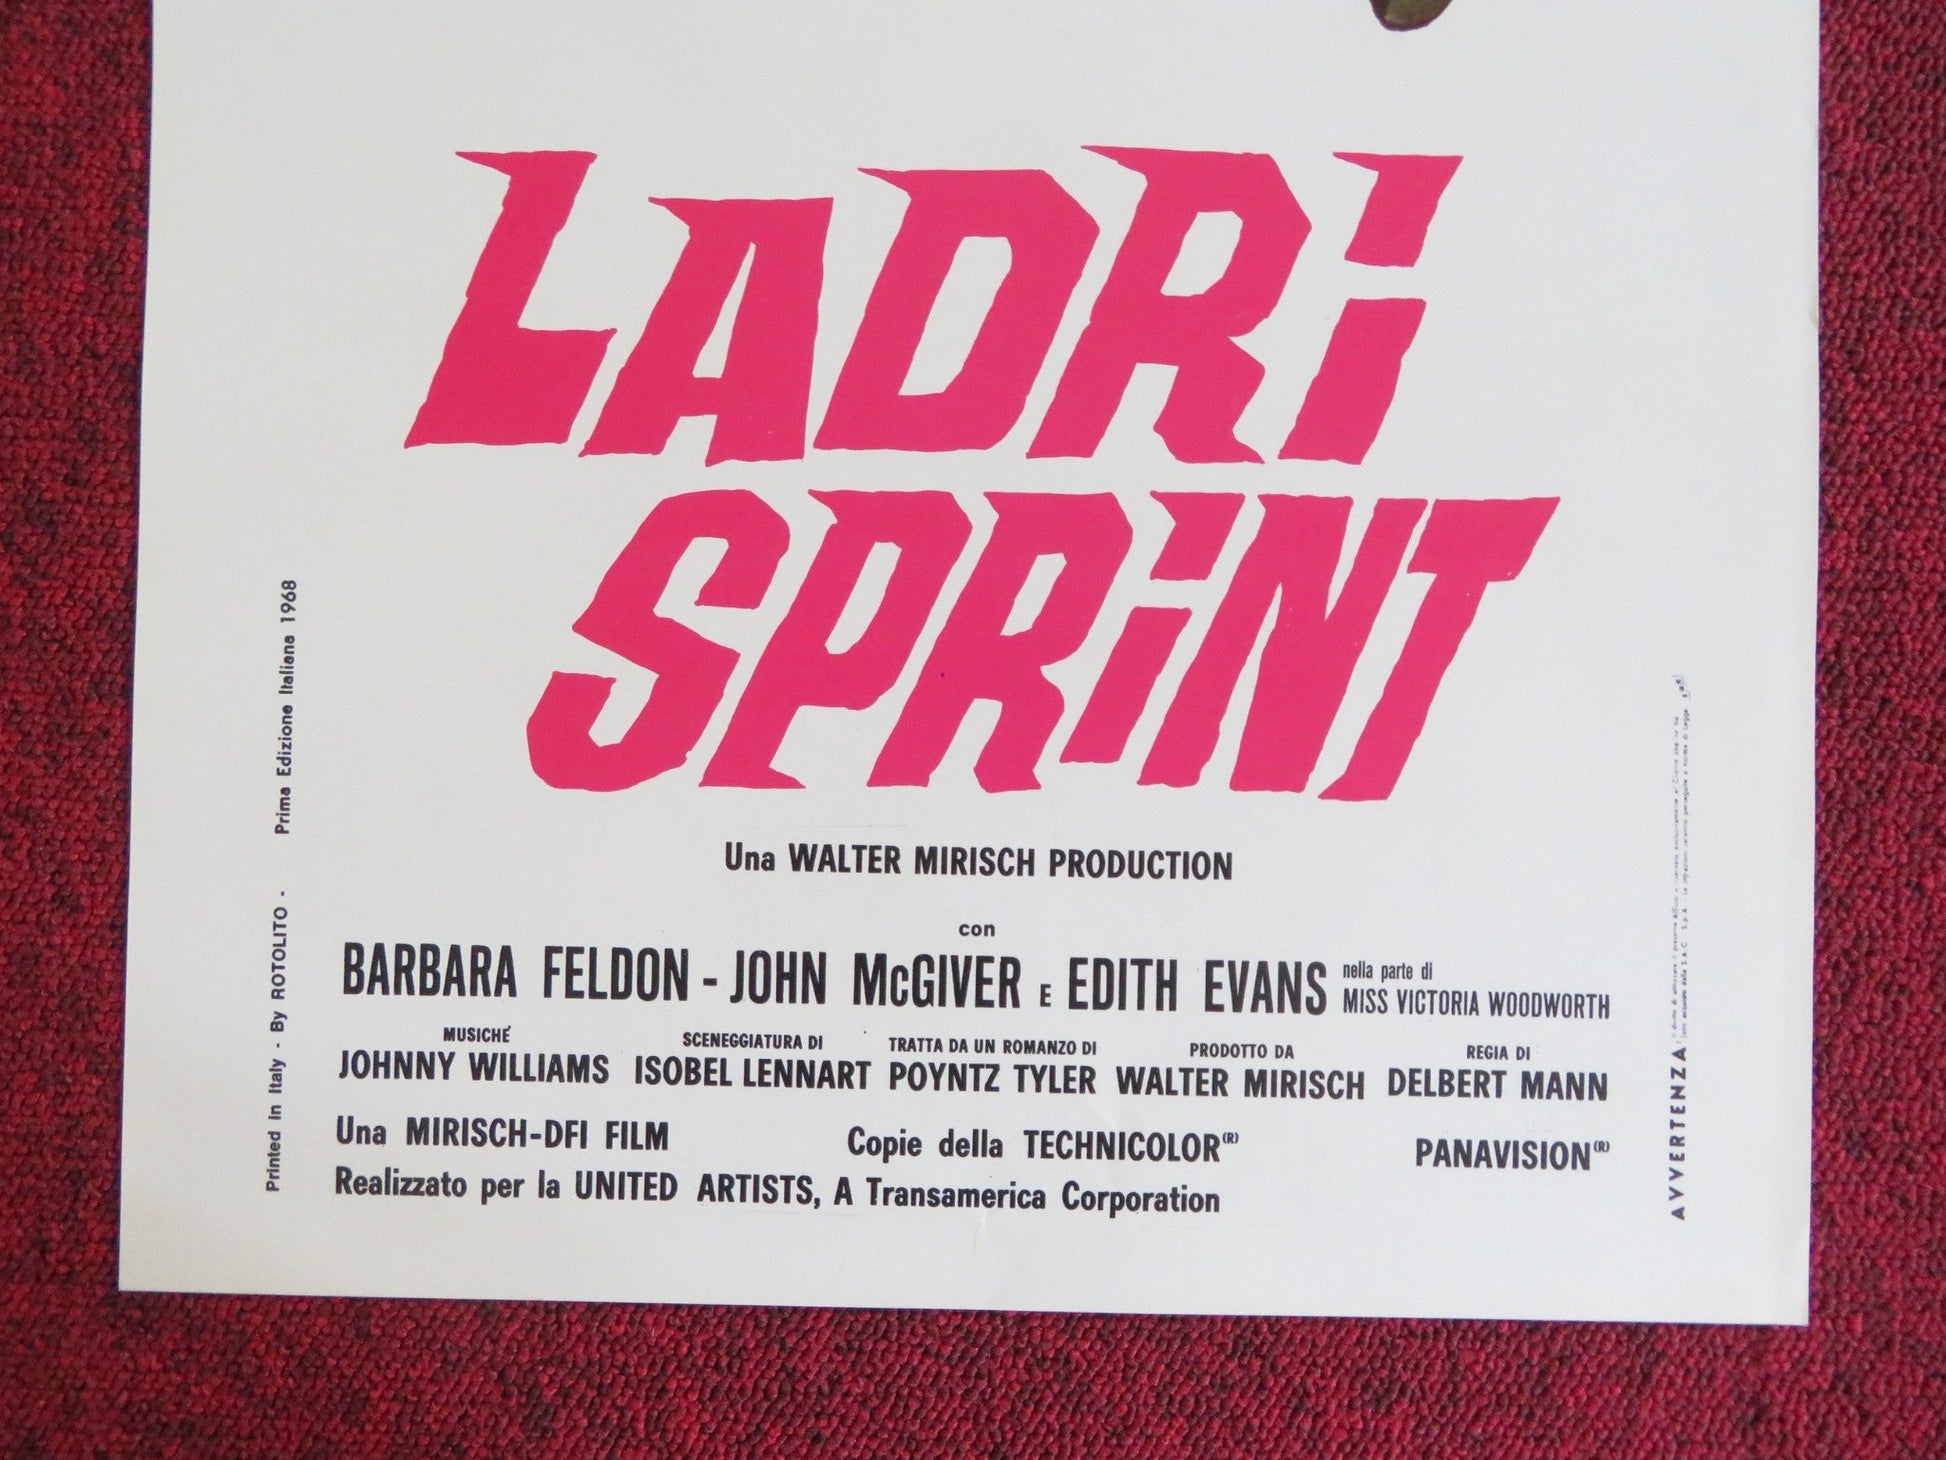 LADRI
SPRINT
Una WALTER MIRISCH PRODUCTION
con
BARBARA FELDON - JOHN McGIVER E EDITH EVANS nella parte di MISS VICTORIA WOODWORTH
MUSICHE JOHNNY WILLIAMS
SCENEGGIATURA DI ISOBEL LENNART
TRATTA DA UN ROMANZO DI POYNTZ TYLER
PRODOTTO DA WALTER MIRISCH
REGIA DI DELBERT MANN
Una MIRISCH-DFI FILM Copie della TECHNICOLOR(R) PANAVISION(R)
Realizzato per la UNITED ARTISTS, A Transamerica Corporation
Printed in Italy - By ROTOLITO - Prima Edizione Italiana 1968
AVVERTENZA: